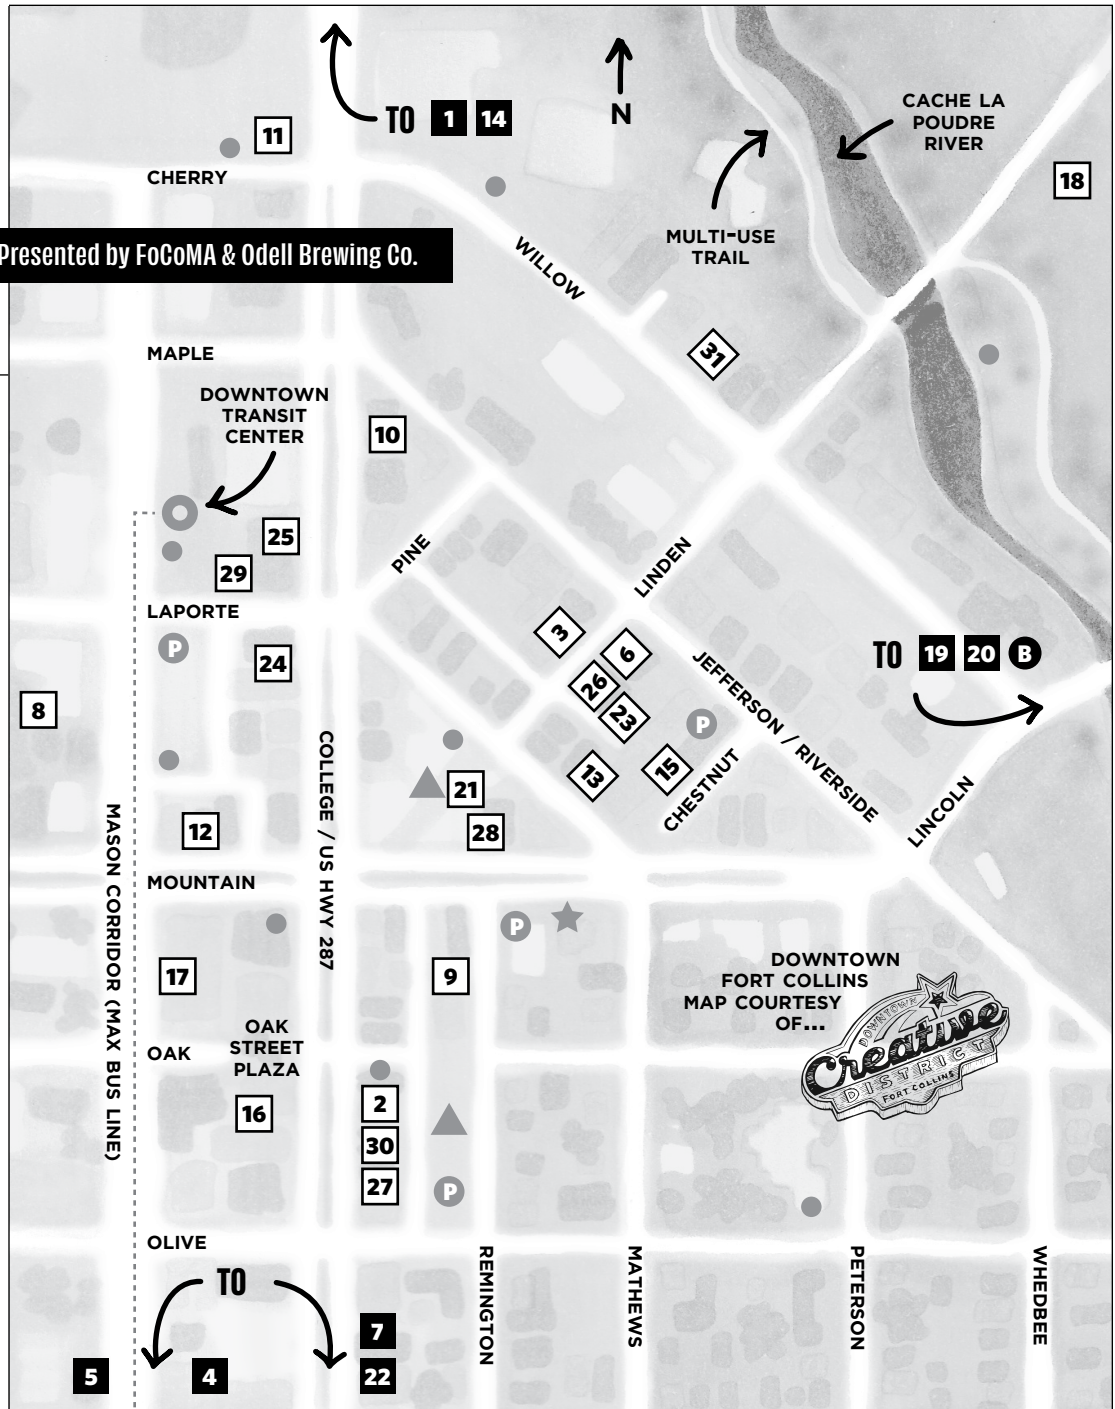 TO 1 14
N
CACHE LA
POUDRE
RIVER
11
CHERRY
18
MULTI-USE
TRAIL
Presented by FoCoMA & Odell Brewing Co.
WILLOW
MAPLE
31
DOWNTOWN
TRANSIT
CENTER
10
25
29
PINE
LINDEN
LAPORTE
P
24
3
6
26
23
JEFFERSON / RIVERSIDE
TO 19 20 B
8
P
13
15
CHESTNUT
21
28
COLLEGE / US HWY 287
12
LINCOLN
MASON CORRIDOR (MAX BUS LINE)
MOUNTAIN
P
17
9
DOWNTOWN
FORT COLLINS
MAP COURTESY
OF...
DOWNTOWN
Creative
DISTRICT
FORT COLLINS
OAK
OAK
STREET
PLAZA
16
2
30
27
P
OLIVE
TO
REMINGTON
MATHEWS
PETERSON
WHEDBEE
7
5
4
22